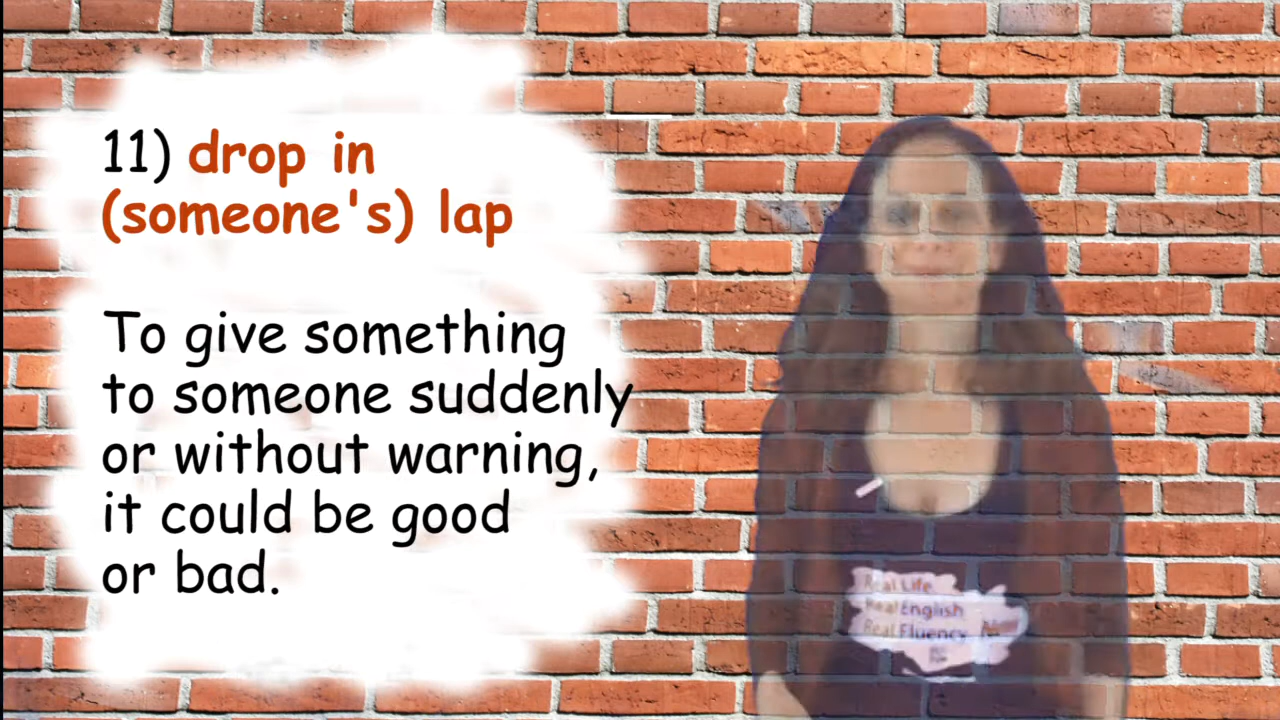 11) drop in
(someone's) lap
To give something
to someone suddenly
or without warning,
it could be good
or bad.
Real Life
Real English
Real Fluency